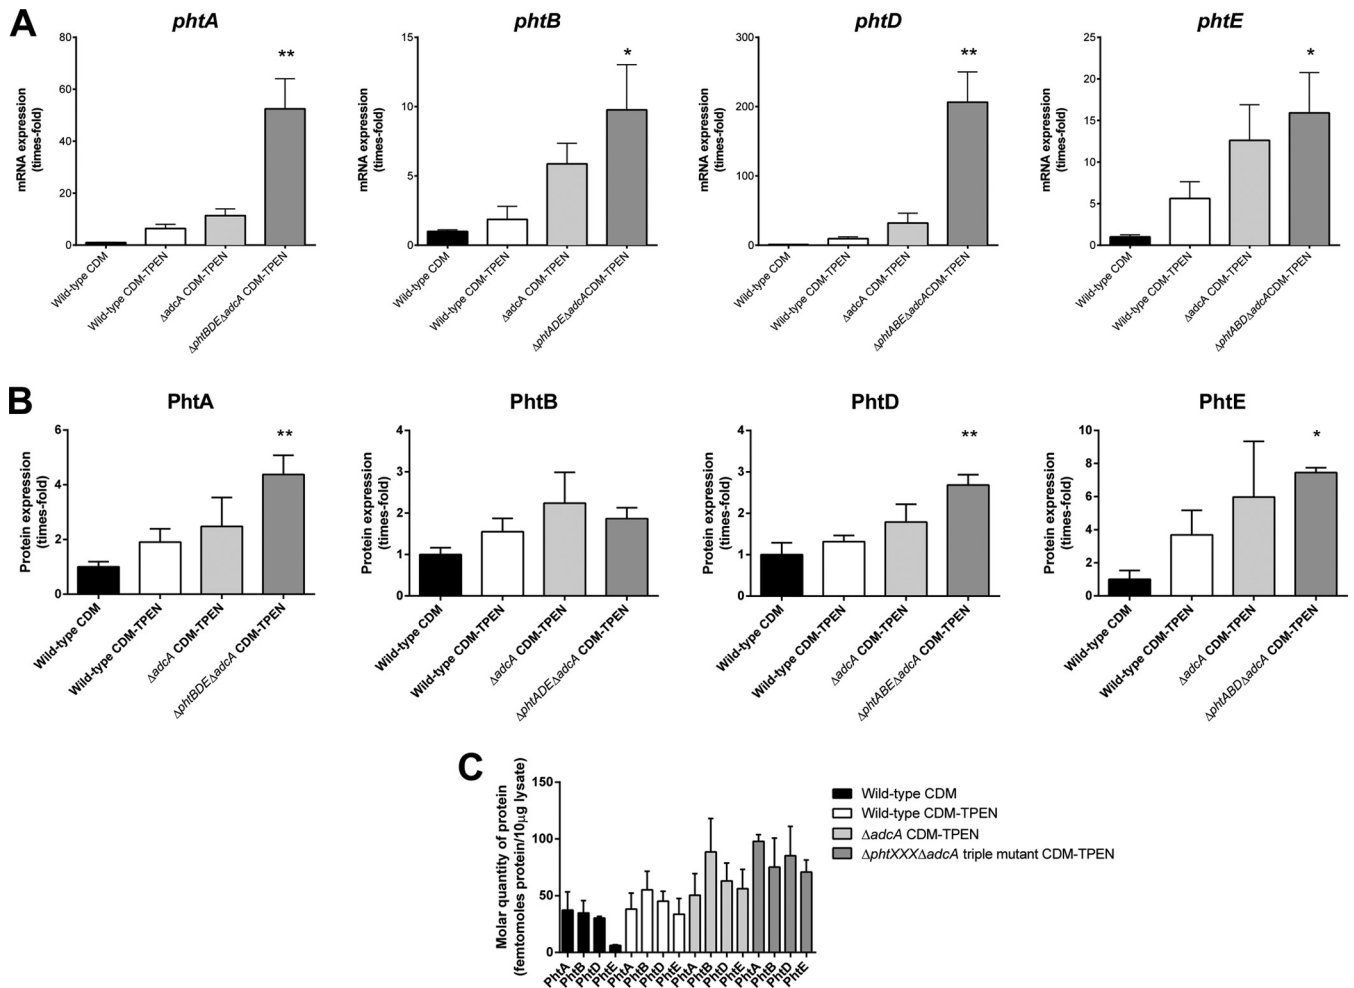 A
phtA
mRNA expression
(times-fold)
80
60
40
20
0
**
Wild-type CDM
Wild-type CDM-TPEN
ΔadcA CDM-TPEN
ΔphtBDEΔadcA CDM-TPEN
phtB
mRNA expression
(times-fold)
15
10
5
0
*
Wild-type CDM
Wild-type CDM-TPEN
ΔadcA CDM-TPEN
ΔphtADEΔadcACDM-TPEN
phtD
mRNA expression
(times-fold)
300
200
100
0
**
Wild-type CDM
Wild-type CDM-TPEN
ΔadcA CDM-TPEN
ΔphtABEΔadcACDM-TPEN
phtE
mRNA expression
(times-fold)
25
20
15
10
5
0
*
Wild-type CDM
Wild-type CDM-TPEN
ΔadcA CDM-TPEN
ΔphtABDΔadcACDM-TPEN
B
PhtA
Protein expression
(times-fold)
6
4
2
0
**
Wild-type CDM
Wild-type CDM-TPEN
ΔadcA CDM-TPEN
ΔphtBDEΔadcA CDM-TPEN
PhtB
Protein expression
(times-fold)
4
3
2
1
0
Wild-type CDM
Wild-type CDM-TPEN
ΔadcA CDM-TPEN
ΔphtADEΔadcA CDM-TPEN
PhtD
Protein expression
(times-fold)
4
3
2
1
0
**
Wild-type CDM
Wild-type CDM-TPEN
ΔadcA CDM-TPEN
ΔphtABEΔadcA CDM-TPEN
PhtE
Protein expression
(times-fold)
10
8
6
4
2
0
*
Wild-type CDM
Wild-type CDM-TPEN
ΔadcA CDM-TPEN
ΔphtABDΔadcA CDM-TPEN
C
Molar quantity of protein
(femtomoles protein/10µg lysate)
150
100
50
0
PhtA
PhtB
PhtD
PhtE
PhtA
PhtB
PhtD
PhtE
PhtA
PhtB
PhtD
PhtE
PhtA
PhtB
PhtD
PhtE
Wild-type CDM
Wild-type CDM-TPEN
ΔadcA CDM-TPEN
ΔphtXXXΔadcA triple mutant CDM-TPEN